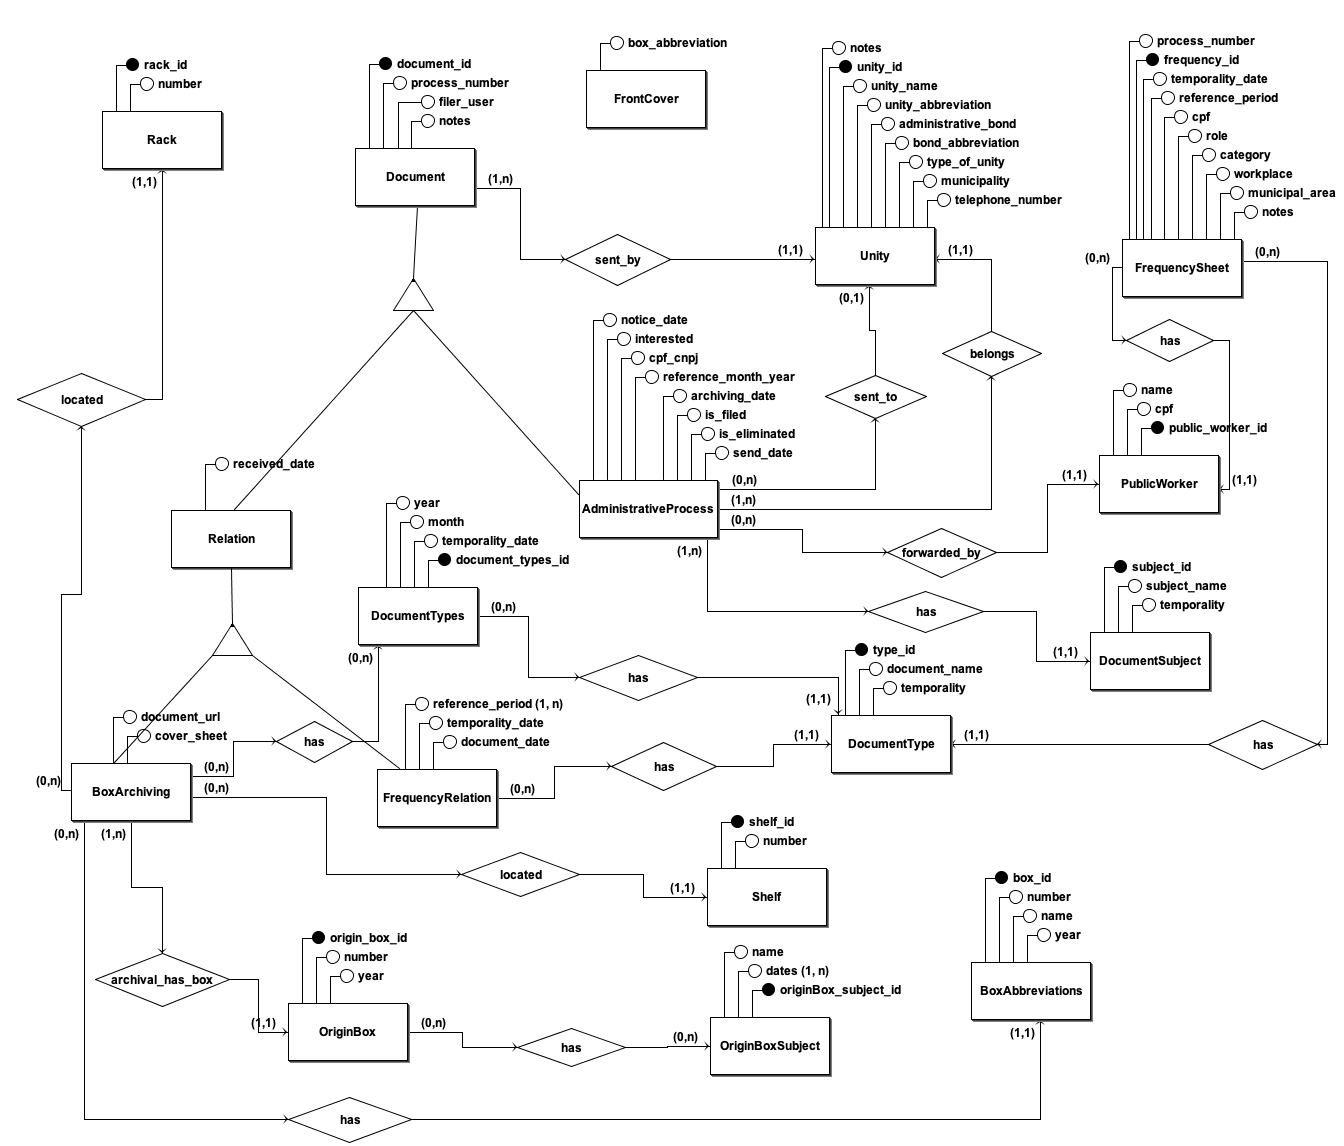 box_abbreviation
FrontCover
rack_id
number
Rack
(1,1)
document_id
process_number
filer_user
notes
Document
(1,n)
sent_by
(1,1)
notes
unity_id
unity_name
unity_abbreviation
administrative_bond
bond_abbreviation
type_of_unity
municipality
telephone_number
Unity
(1,1)
(0,1)
process_number
frequency_id
temporality_date
reference_period
cpf
role
category
workplace
municipal_area
notes
FrequencySheet
(0,n)
(0,n)
has
belongs
sent_to
located
notice_date
interested
cpf_cnpj
reference_month_year
archiving_date
is_filed
is_eliminated
send_date
AdministrativeProcess
(0,n)
(1,n)
(0,n)
(1,n)
name
cpf
public_worker_id
PublicWorker
(1,1)
(1,1)
forwarded_by
received_date
Relation
year
month
temporality_date
document_types_id
DocumentTypes
(0,n)
(0,n)
has
subject_id
subject_name
temporality
DocumentSubject
(1,1)
has
type_id
document_name
temporality
DocumentType
(1,1)
(1,1)
(1,1)
has
document_url
cover_sheet
BoxArchiving
(0,n)
(0,n)
(0,n)
(0,n)
(1,n)
has
reference_period (1, n)
temporality_date
document_date
FrequencyRelation
(0,n)
has
shelf_id
number
Shelf
(1,1)
located
box_id
number
name
year
BoxAbbreviations
(1,1)
archival_has_box
(1,1)
origin_box_id
number
year
OriginBox
(0,n)
has
(0,n)
name
dates (1, n)
originBox_subject_id
OriginBoxSubject
has